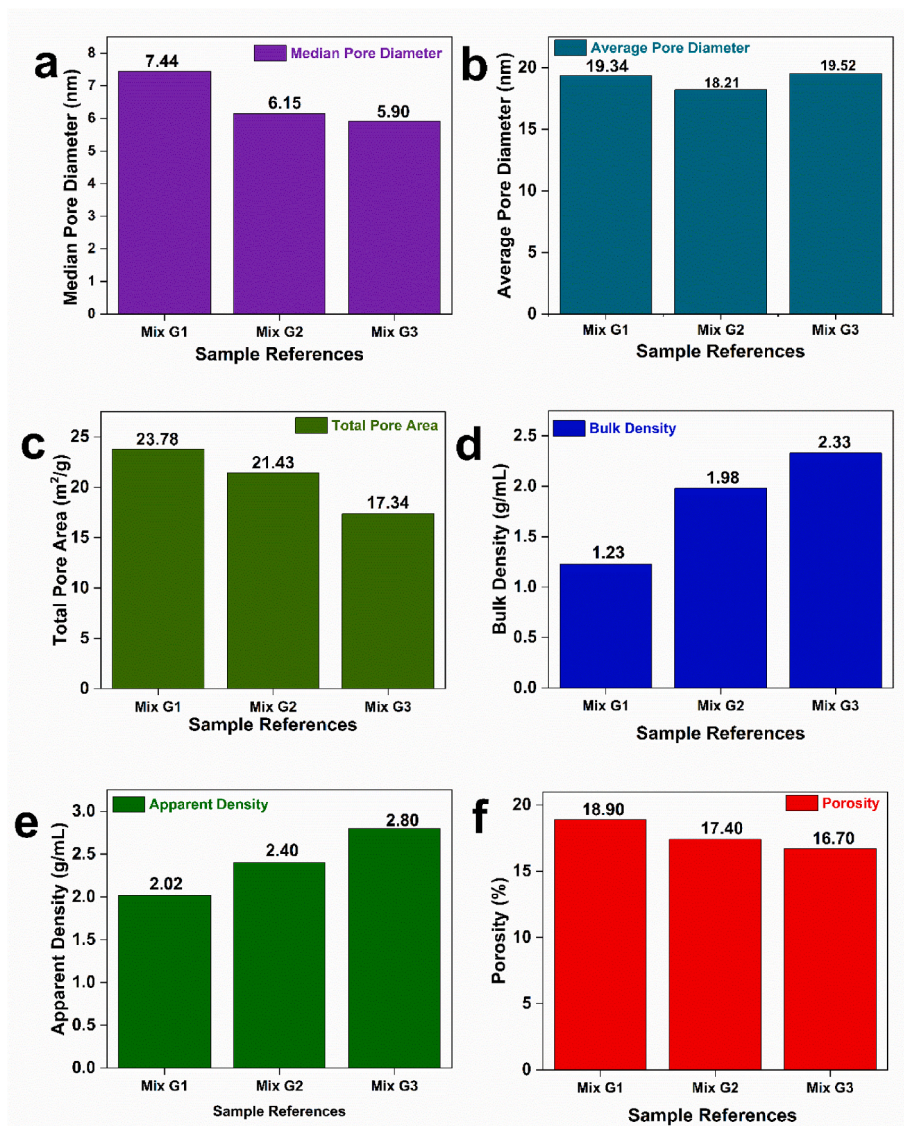 a
Median Pore Diameter
Median Pore Diameter (nm)
8
7
6
5
4
3
2
1
0
7.44
6.15
5.90
Mix G1
Mix G2
Mix G3
Sample References
b
Average Pore Diameter
Average Pore Diameter (nm)
20
15
10
5
0
19.34
18.21
19.52
Mix G1
Mix G2
Mix G3
Sample References
c
Total Pore Area
Total Pore Area (m²/g)
25
20
15
10
5
0
23.78
21.43
17.34
Mix G1
Mix G2
Mix G3
Sample References
d
Bulk Density
Bulk Density (g/mL)
2.5
2.0
1.5
1.0
0.5
0.0
1.23
1.98
2.33
Mix G1
Mix G2
Mix G3
Sample References
e
Apparent Density
Apparent Density (g/mL)
3.0
2.5
2.0
1.5
1.0
0.5
0.0
2.02
2.40
2.80
Mix G1
Mix G2
Mix G3
Sample References
f
Porosity
Porosity (%)
20
15
10
5
0
18.90
17.40
16.70
Mix G1
Mix G2
Mix G3
Sample References